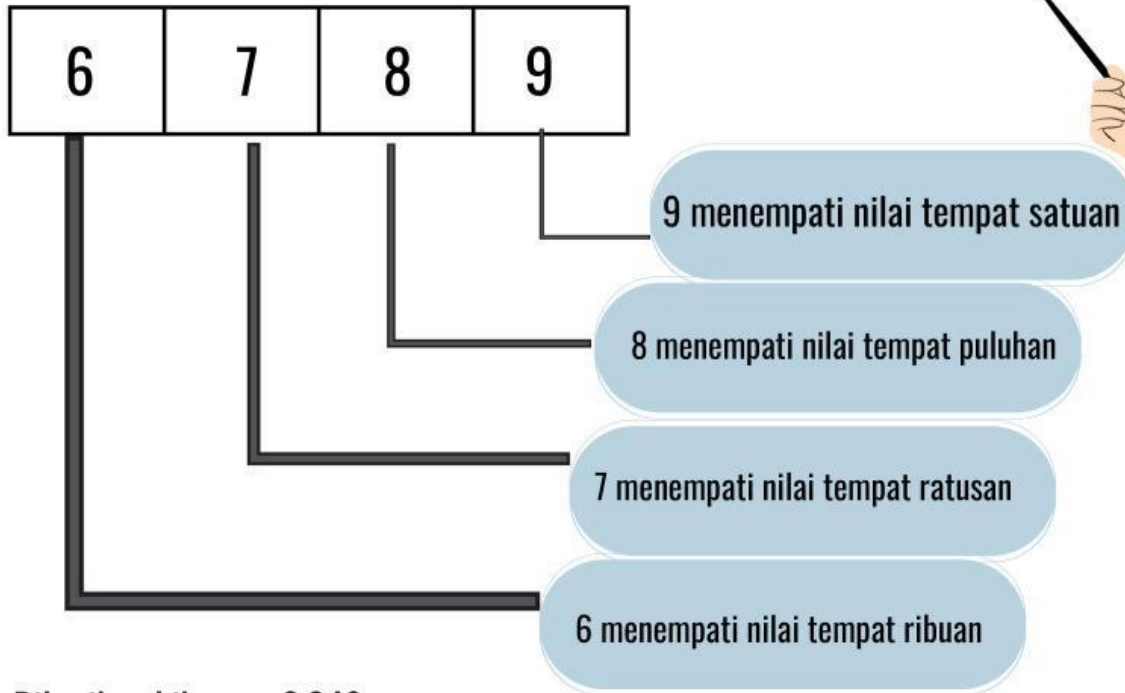 6 7 8 9
9 menempati nilai tempat satuan
8 menempati nilai tempat puluhan
7 menempati nilai tempat ratusan
6 menempati nilai tempat ribuan